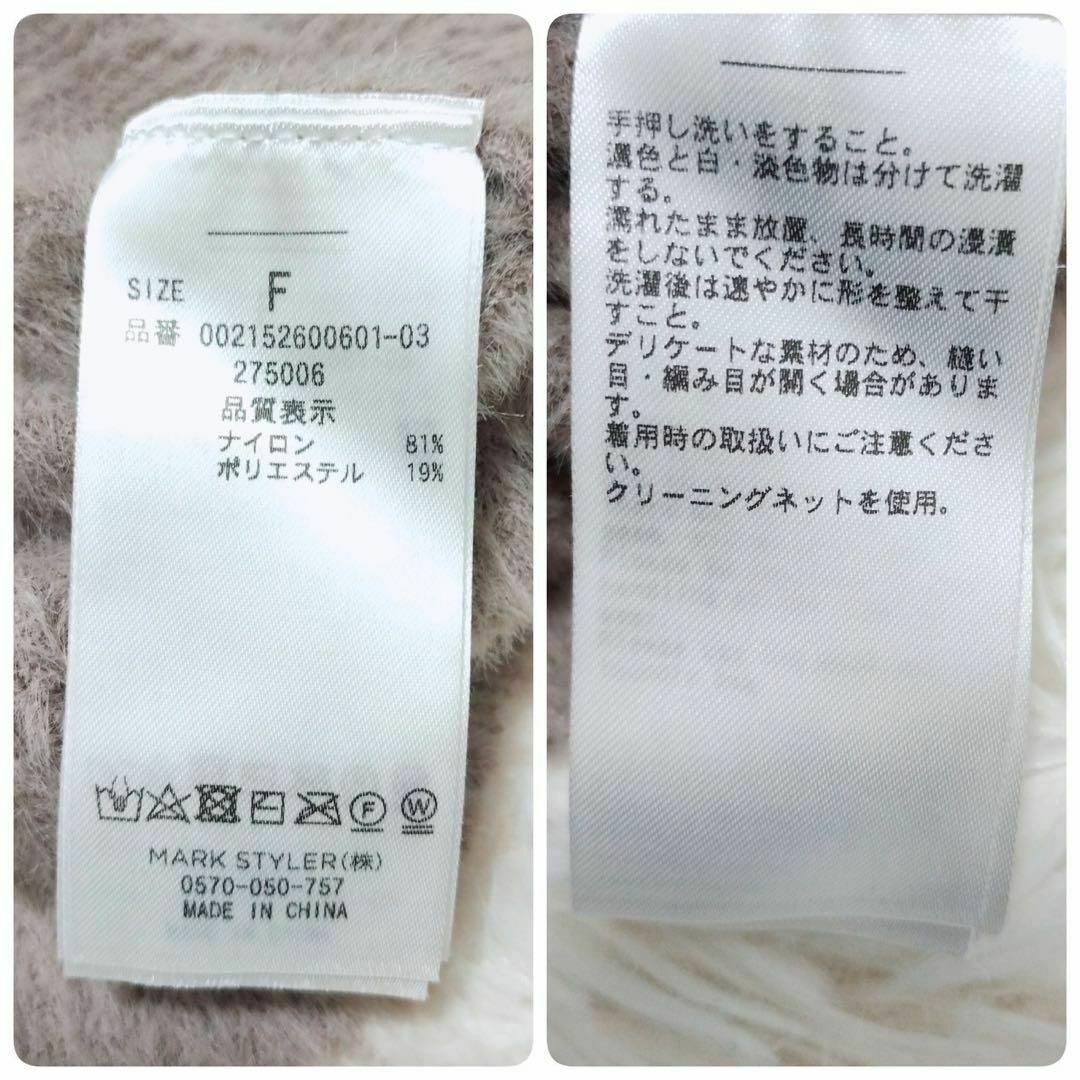 SIZE F
品番 002152600601-03
275006
品質表示
ナイロン 81%
ポリエステル 19%
F W
MARK STYLER(株)
0570-050-757
MADE IN CHINA
手押し洗いをすること。
濃色と白・淡色物は分けて洗濯
する。
濡れたまま放置、長時間の浸漬
をしないでください。
洗濯後は速やかに形を整えて干
すこと。
デリケートな素材のため、縫い
目・編み目が開く場合がありま
す。
着用時の取扱いにご注意くださ
い。
クリーニングネットを使用。